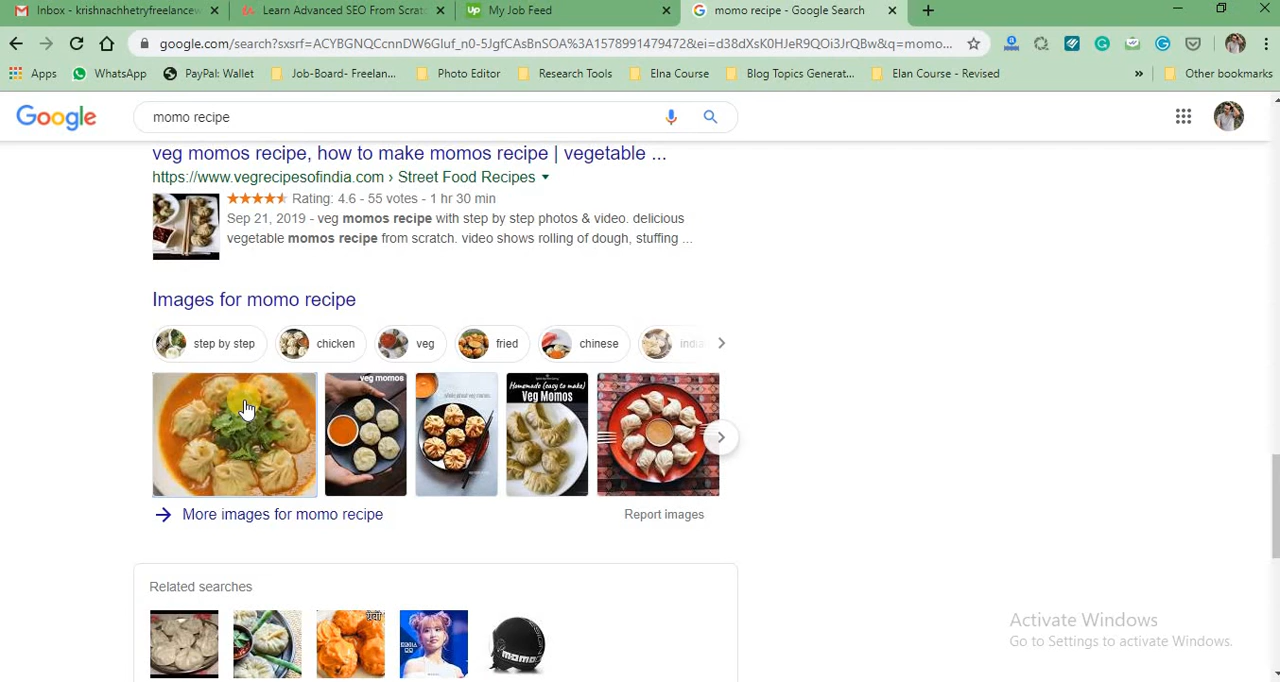 Inbox - krishnachhetryfreelancew
Learn Advanced SEO From Scratc
Up My Job Feed
momo recipe - Google Search
google.com/search?sxsrf=ACYBGNQCcnnDWtGIuf_n0-5JgfCAsBnSOA%3A1578991479472&ei=d38dXsK0HJeR9QOi3JrQBw&q=momo...
Apps WhatsApp PayPal: Wallet Job-Board- Freelan... Photo Editor Research Tools Elna Course Blog Topics Generat... Elan Course - Revised » Other bookmarks
Google momo recipe
veg momos recipe, how to make momos recipe | vegetable ...
https://www.vegrecipesofindia.com › Street Food Recipes
Rating: 4.6 - 55 votes - 1 hr 30 min
Sep 21, 2019 - veg momos recipe with step by step photos & video. delicious
vegetable momos recipe from scratch. video shows rolling of dough, stuffing ...
Images for momo recipe
step by step chicken veg fried chinese india
veg momos
Homemade (easy to make)
Veg Momos
More images for momo recipe
Report images
Related searches
Activate Windows
Go to Settings to activate Windows.